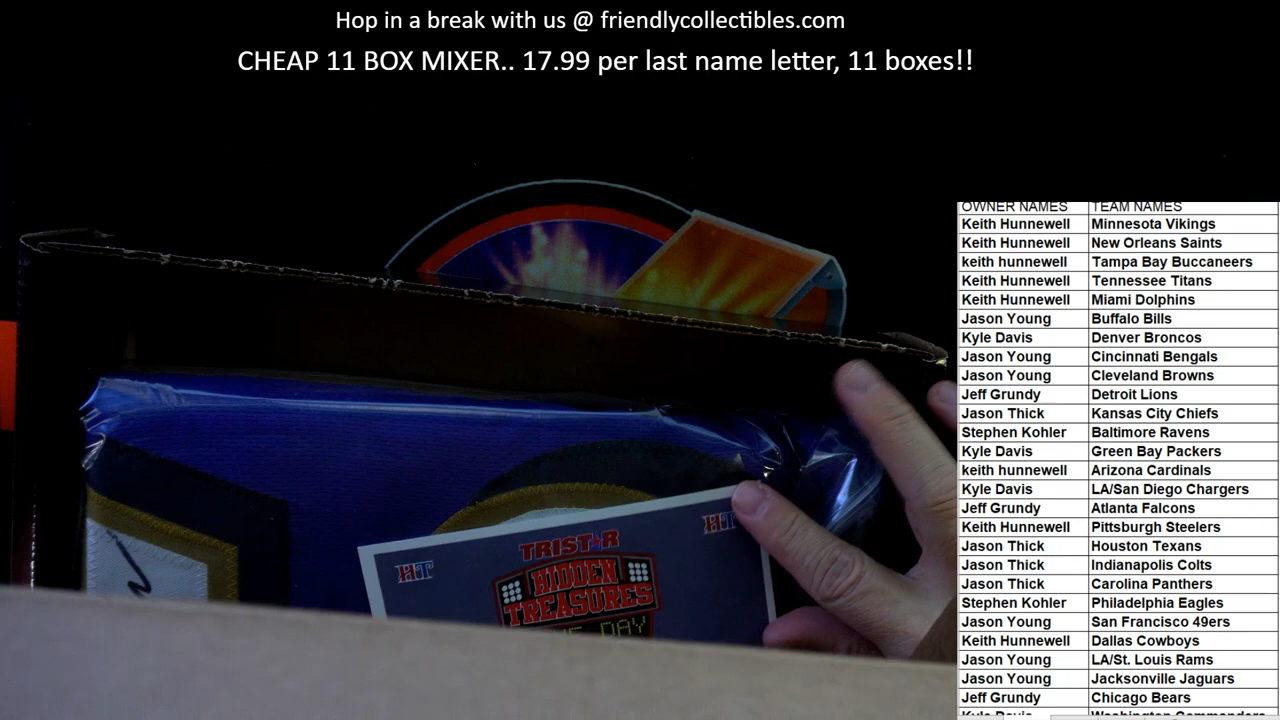 Hop in a break with us @ friendlycollectibles.com
CHEAP 11 BOX MIXER.. 17.99 per last name letter, 11 boxes!!
OWNER NAMES TEAM NAMES
Keith Hunnewell Minnesota Vikings
Keith Hunnewell New Orleans Saints
keith hunnewell Tampa Bay Buccaneers
Keith Hunnewell Tennessee Titans
Keith Hunnewell Miami Dolphins
Jason Young Buffalo Bills
Kyle Davis Denver Broncos
Jason Young Cincinnati Bengals
Jason Young Cleveland Browns
Jeff Grundy Detroit Lions
Jason Thick Kansas City Chiefs
Stephen Kohler Baltimore Ravens
Kyle Davis Green Bay Packers
keith hunnewell Arizona Cardinals
Kyle Davis LA/San Diego Chargers
Jeff Grundy Atlanta Falcons
Keith Hunnewell Pittsburgh Steelers
Jason Thick Houston Texans
Jason Thick Indianapolis Colts
Jason Thick Carolina Panthers
Stephen Kohler Philadelphia Eagles
Jason Young San Francisco 49ers
Keith Hunnewell Dallas Cowboys
Jason Young LA/St. Louis Rams
Jason Young Jacksonville Jaguars
Jeff Grundy Chicago Bears
Kyle Davis Washington Commanders
HT
HT
TRISTAR
HIDDEN
TREASURES
DAY